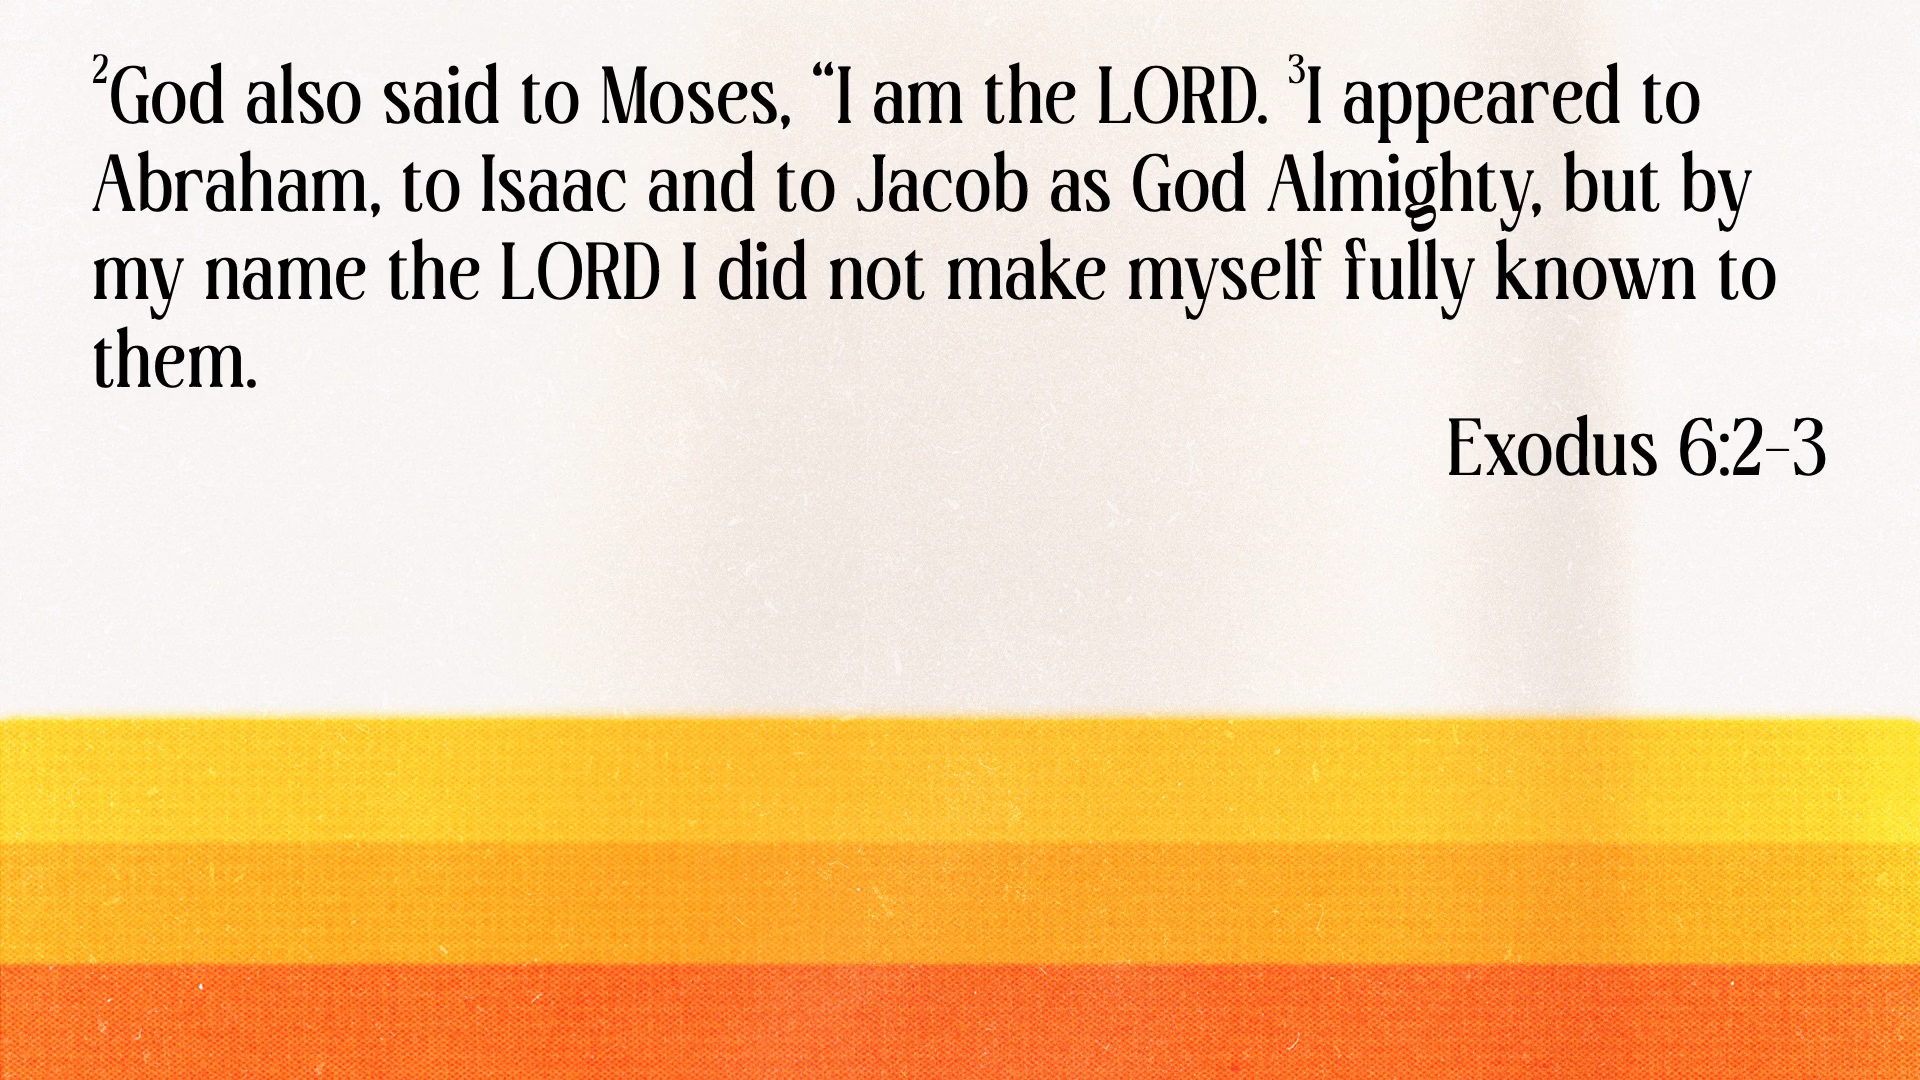 ²God also said to Moses, “I am the LORD. ³I appeared to
Abraham, to Isaac and to Jacob as God Almighty, but by
my name the LORD I did not make myself fully known to
them.
Exodus 6:2–3